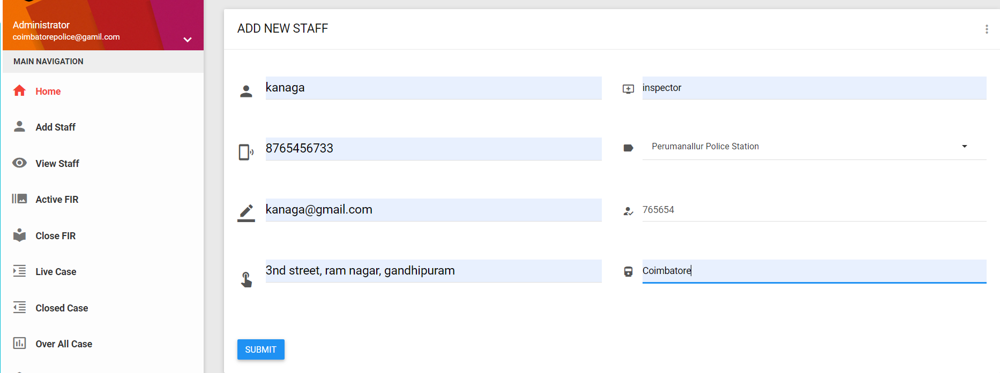 Administrator
coimbatorepolice@gamil.com
MAIN NAVIGATION
Home
Add Staff
View Staff
Active FIR
Close FIR
Live Case
Closed Case
Over All Case
ADD NEW STAFF
kanaga
inspector
8765456733
Perumanallur Police Station
kanaga@gmail.com
765654
3nd street, ram nagar, gandhipuram
Coimbatore
SUBMIT